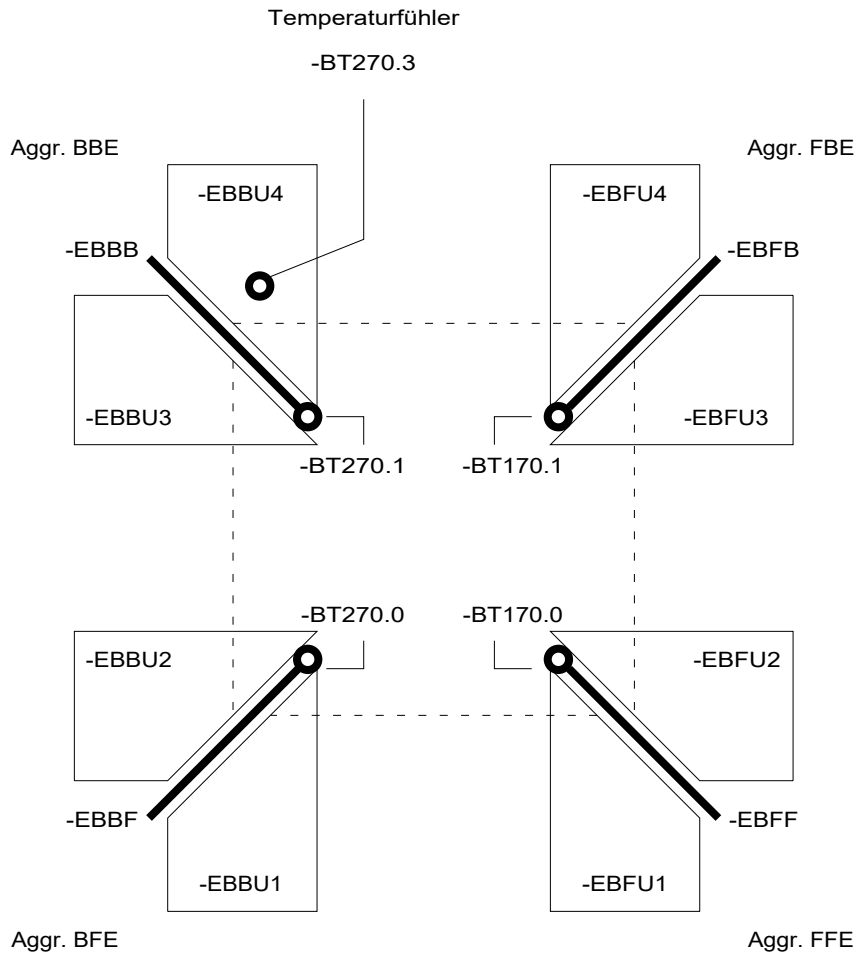 Temperaturfühler
-BT270.3
Aggr. BBE
Aggr. FBE
-EBBU4
-EBFU4
-EBBB
-EBFB
-EBBU3
-EBFU3
-BT270.1
-BT170.1
-BT270.0
-BT170.0
-EBBU2
-EBFU2
-EBBF
-EBFF
-EBBU1
-EBFU1
Aggr. BFE
Aggr. FFE